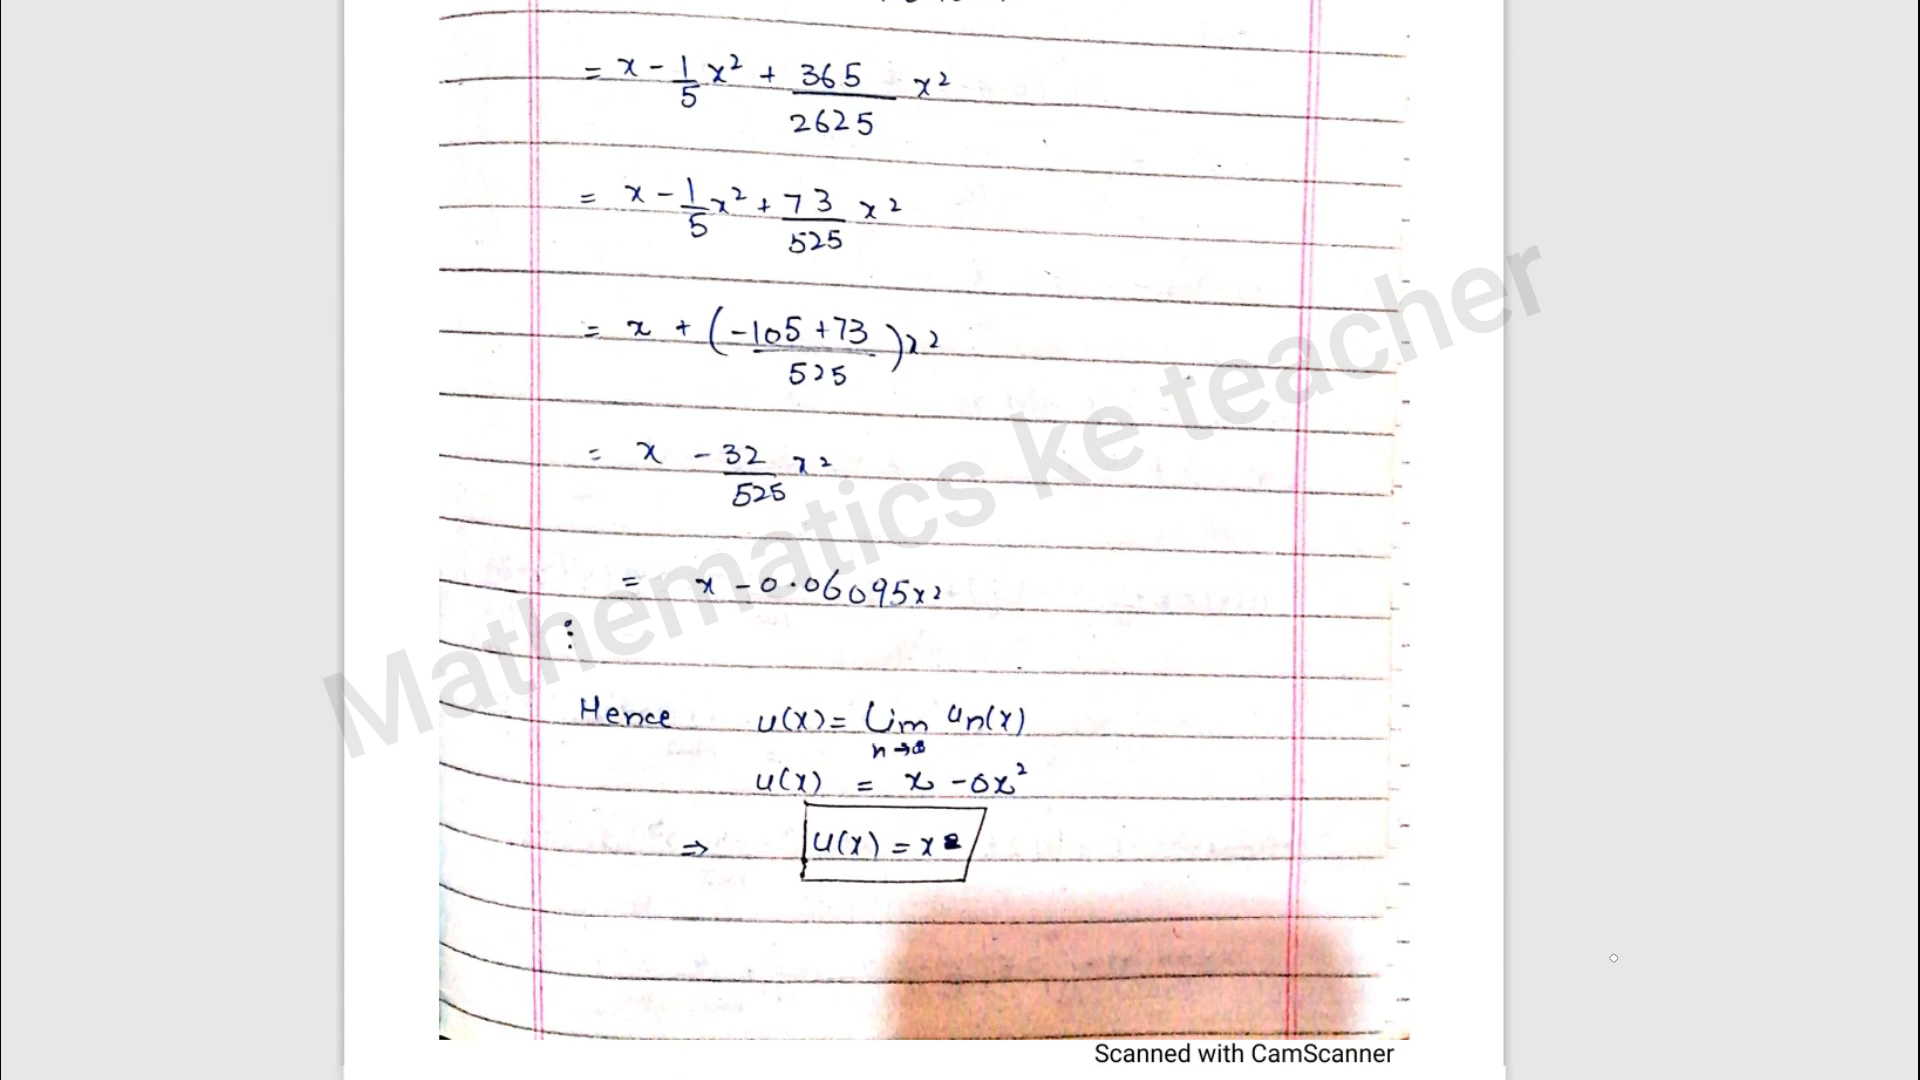 = x - 1/5 x² + 365/2625 x²
= x - 1/5 x² + 73/525 x²
= x + (-105+73/525) x²
= x - 32/525 x²
= x - 0.06095x²
⋮
Hence u(x) = Lim n→∞ un(x)
u(x) = x - 0x²
⇒ u(x) = x
Mathematics ke teacher
Scanned with CamScanner